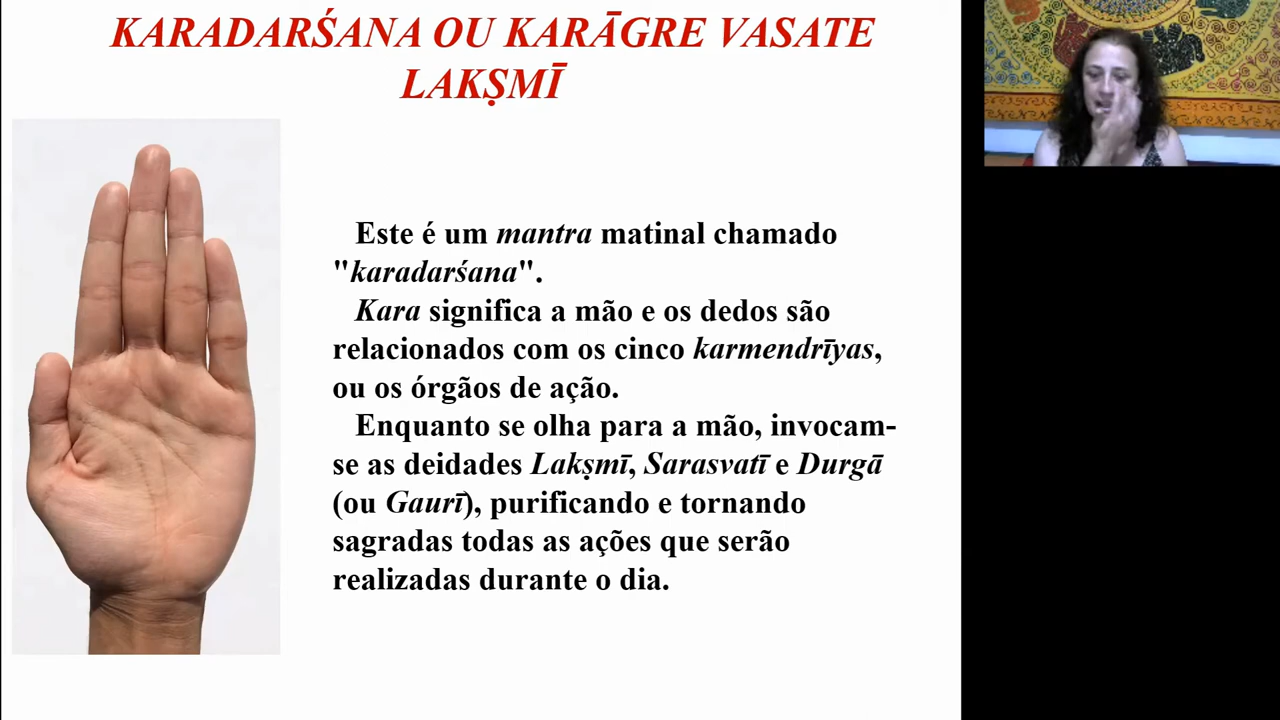 KARADARŚANA OU KARĀGRE VASATE
LAKṢMĪ
Este é um mantra matinal chamado
"karadarśana".
Kara significa a mão e os dedos são
relacionados com os cinco karmendrīyas,
ou os órgãos de ação.
Enquanto se olha para a mão, invocam-
se as deidades Lakṣmī, Sarasvatī e Durgā
(ou Gaurī), purificando e tornando
sagradas todas as ações que serão
realizadas durante o dia.